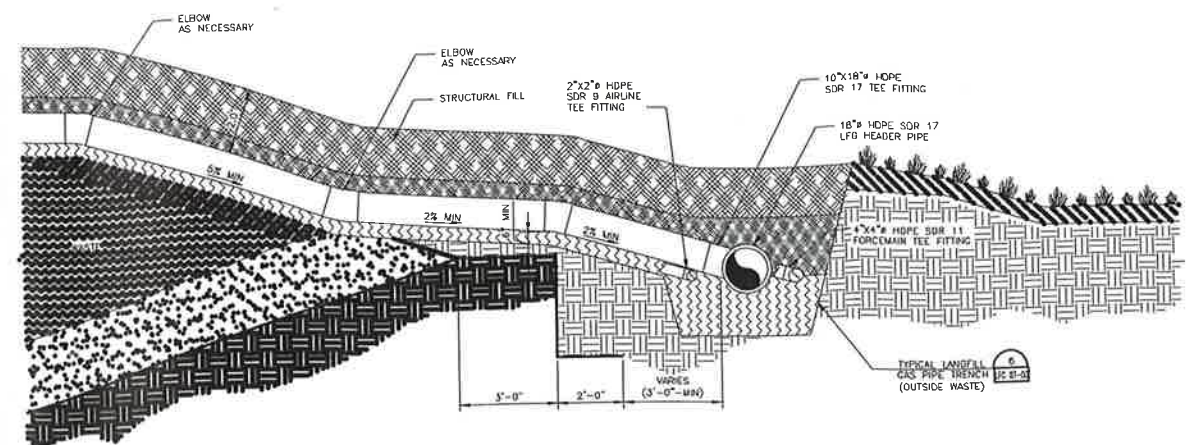 ELBOW
AS NECESSARY
ELBOW
AS NECESSARY
STRUCTURAL FILL
2"X2"ø HDPE
SDR 9 AIRLINE
TEE FITTING
10"X18"ø HDPE
SDR 17 TEE FITTING
18"ø HDPE SDR 17
LFG HEADER PIPE
5% MIN
2% MIN
MIN
2% MIN
4"X4"ø HDPE SDR 11
FORCEMAIN TEE FITTING
TYPICAL LANDFILL
GAS PIPE TRENCH
(OUTSIDE WASTE)
6
VARIES
(3'-0"-MIN)
3'-0"
2'-0"